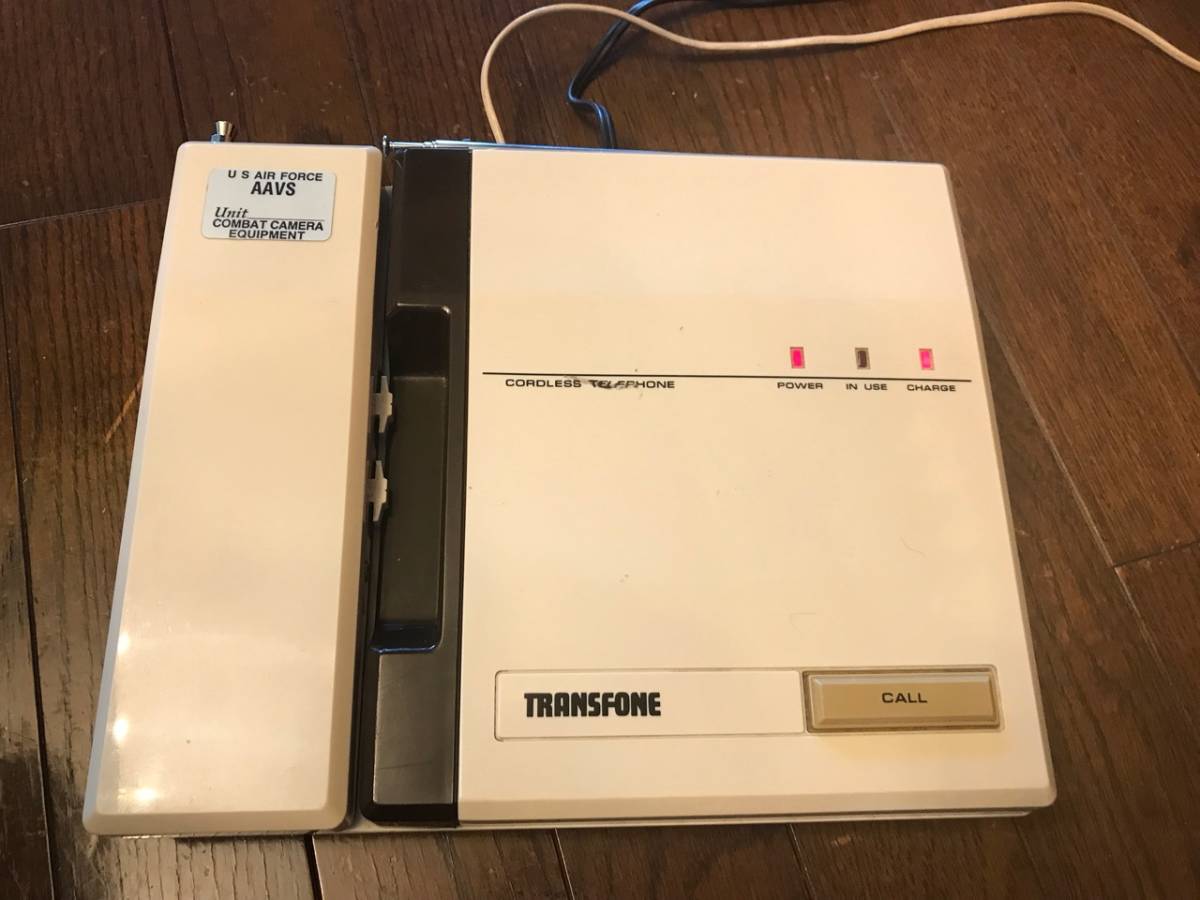 U S AIR FORCE
AAVS
Unit
COMBAT CAMERA
EQUIPMENT
CORDLESS TELEPHONE
POWER
IN USE
CHARGE
TRANSFONE
CALL